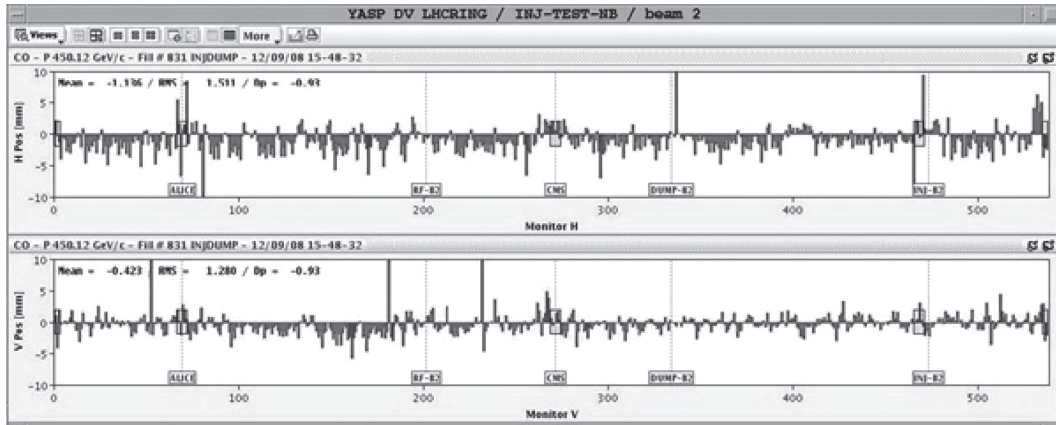 YASP DV LHCRING / INJ-TEST-NB / beam 2
Views More
CO - P 450.12 GeV/c - Fill # 831 INJDUMP - 12/09/08 15-48-32
Mean = -1.136 / RMS = 1.511 / Dp = -0.93
H Pos [mm]
10
5
0
-5
-10
ALICE RF-B2 CMS DUMP-B2 INJ-B2
0 100 200 300 400 500
Monitor H
CO - P 450.12 GeV/c - Fill # 831 INJDUMP - 12/09/08 15-48-32
Mean = -0.423 / RMS = 1.280 / Dp = -0.93
V Pos [mm]
10
5
0
-5
-10
ALICE RF-B2 CMS DUMP-B2 INJ-B2
0 100 200 300 400 500
Monitor V